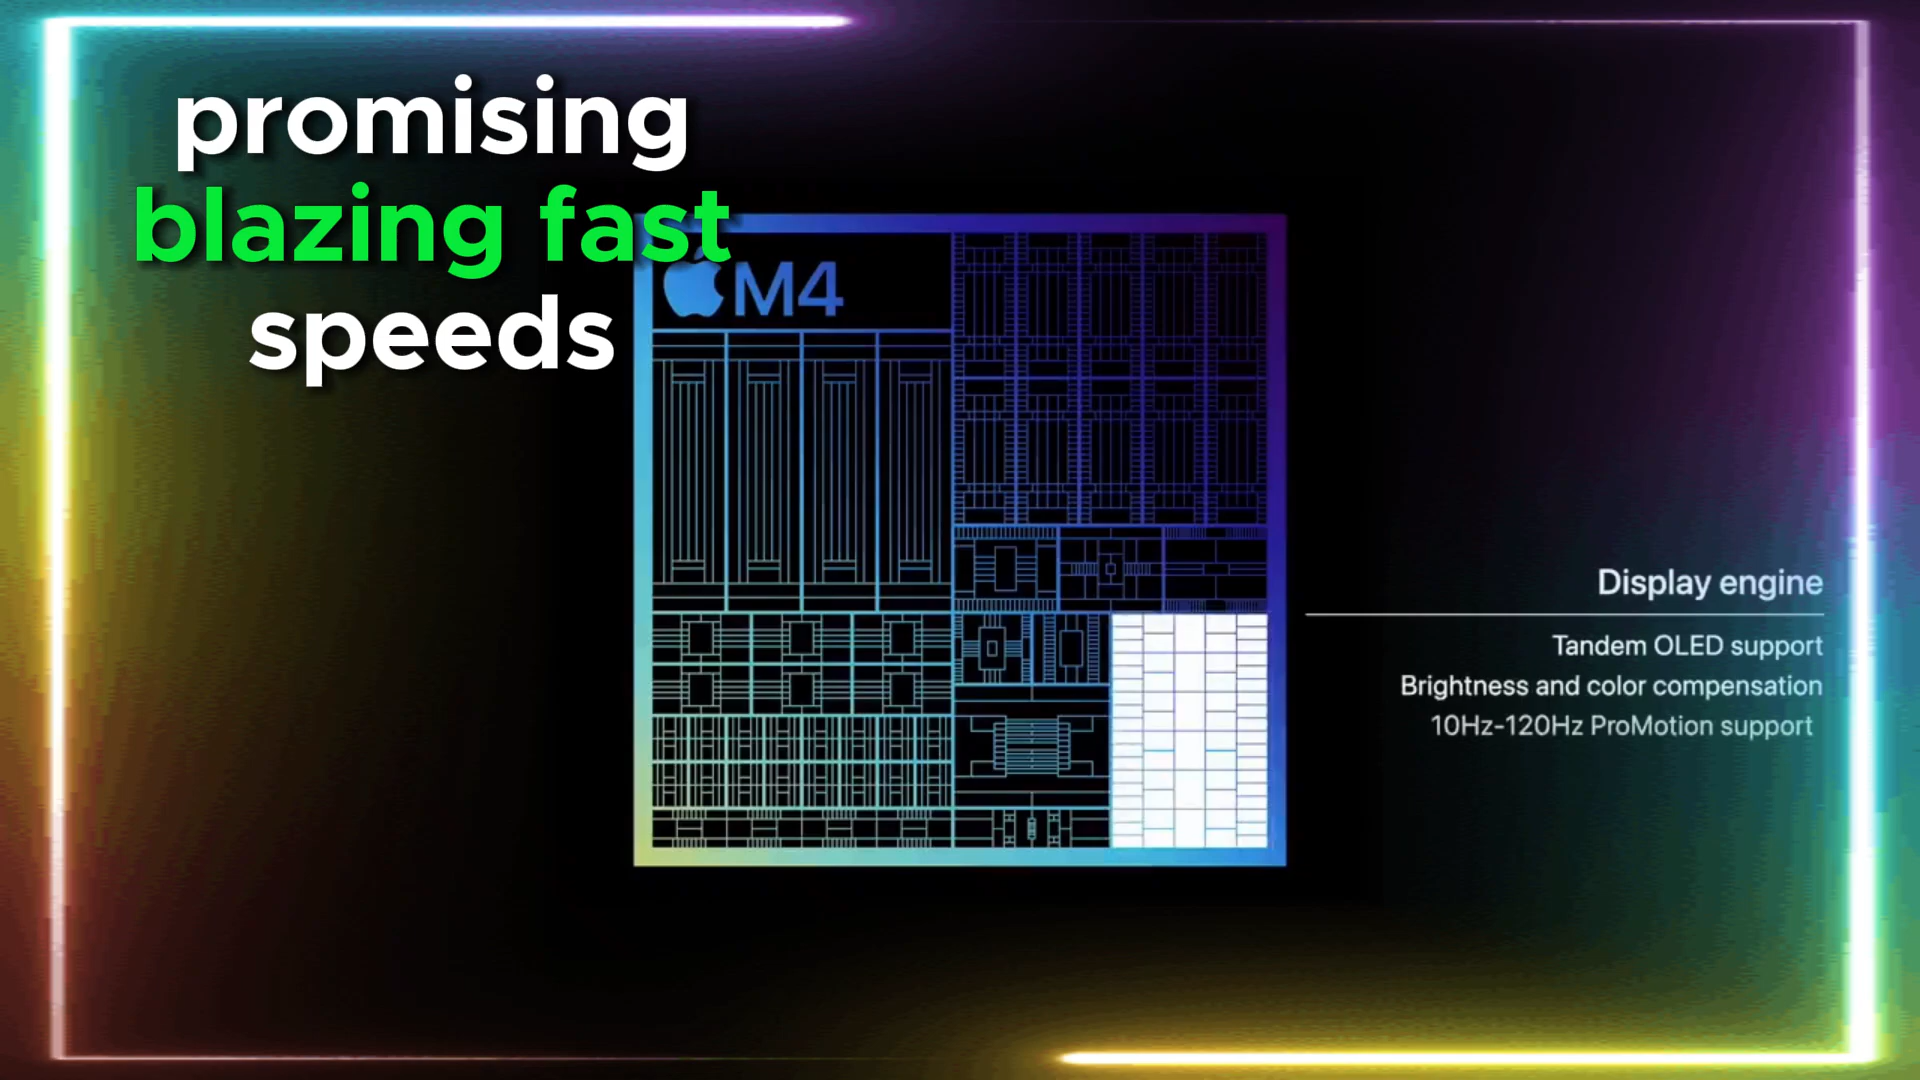 promising
blazing fast
speeds
M4
Display engine
Tandem OLED support
Brightness and color compensation
10Hz-120Hz ProMotion support